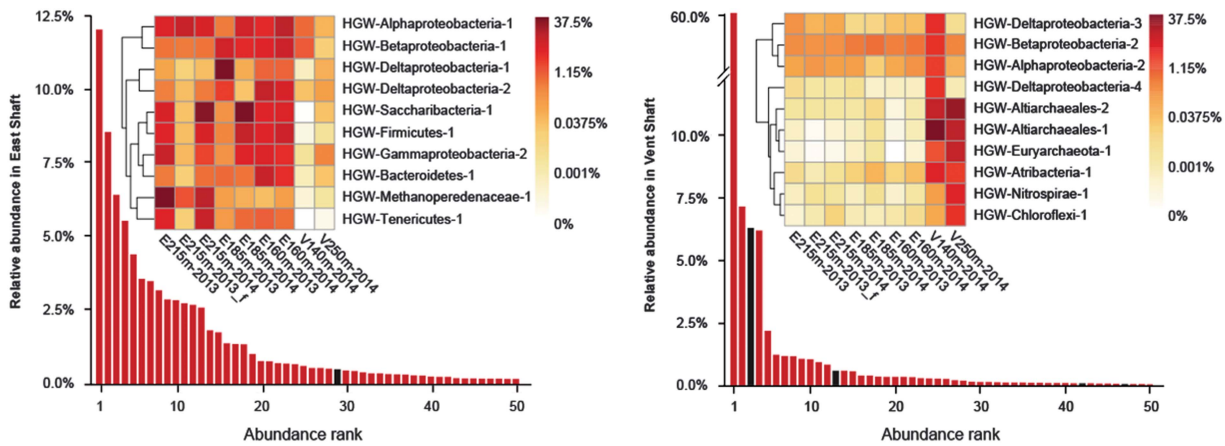 12.5%
10.0%
7.5%
5.0%
2.5%
0.0%
Relative abundance in East Shaft
HGW-Alphaproteobacteria-1
HGW-Betaproteobacteria-1
HGW-Deltaproteobacteria-1
HGW-Deltaproteobacteria-2
HGW-Saccharibacteria-1
HGW-Firmicutes-1
HGW-Gammaproteobacteria-2
HGW-Bacteroidetes-1
HGW-Methanoperedenaceae-1
HGW-Tenericutes-1
37.5%
1.15%
0.0375%
0.001%
0%
E215m-2013
E215m-2013_f
E215m-2014
E185m-2013
E185m-2014
E160m-2013
E160m-2014
V140m-2014
V250m-2014
1
10
20
30
40
50
Abundance rank
60.0%
10.0%
7.5%
5.0%
2.5%
0.0%
Relative abundance in Vent Shaft
HGW-Deltaproteobacteria-3
HGW-Betaproteobacteria-2
HGW-Alphaproteobacteria-2
HGW-Deltaproteobacteria-4
HGW-Altiarchaeales-2
HGW-Altiarchaeales-1
HGW-Euryarchaeota-1
HGW-Atribacteria-1
HGW-Nitrospirae-1
HGW-Chloroflexi-1
37.5%
1.15%
0.0375%
0.001%
0%
E215m-2013
E215m-2013_f
E215m-2014
E185m-2013
E185m-2014
E160m-2013
E160m-2014
V140m-2014
V250m-2014
1
10
20
30
40
50
Abundance rank